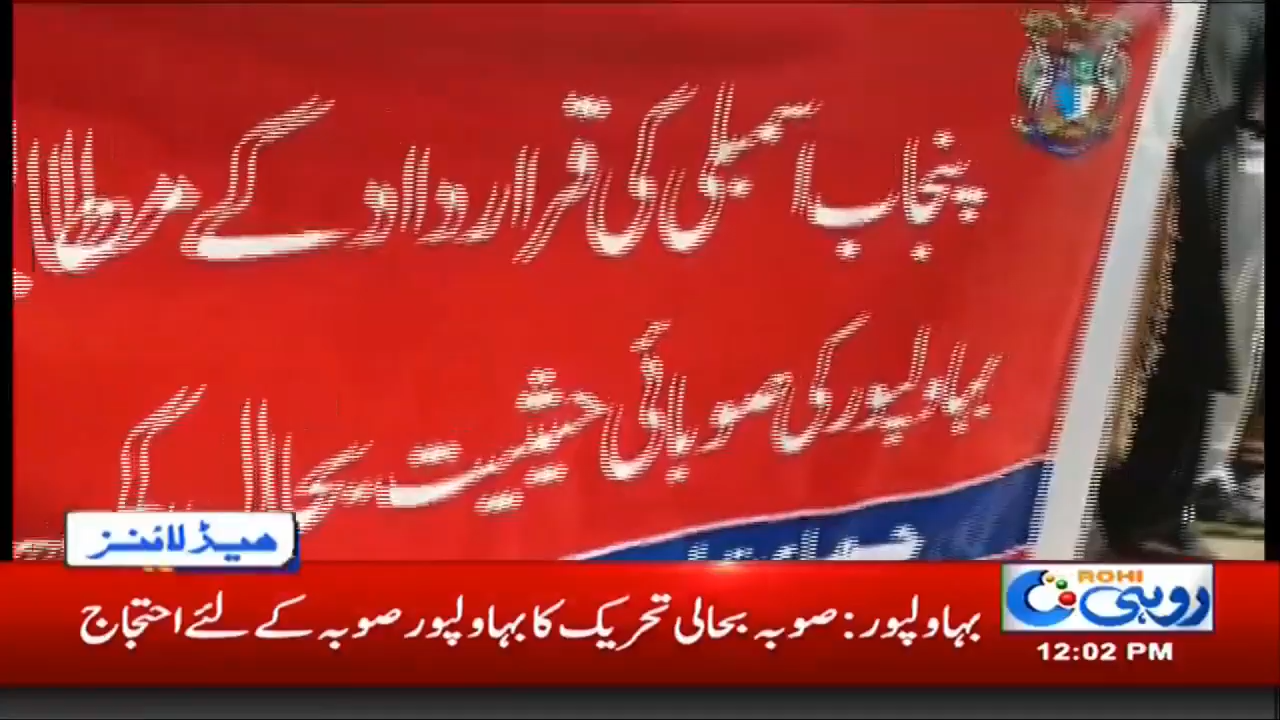 پنجاب اسمبلی کی قرارداد کے
بہاولپور کی صوبائی حیثیت بحال کی
ہیڈ لائنز
ROHI
روہی
بہاولپور: صوبہ بحالی تحریک کا بہاولپور صوبہ کے لئے احتجاج
12:02 PM